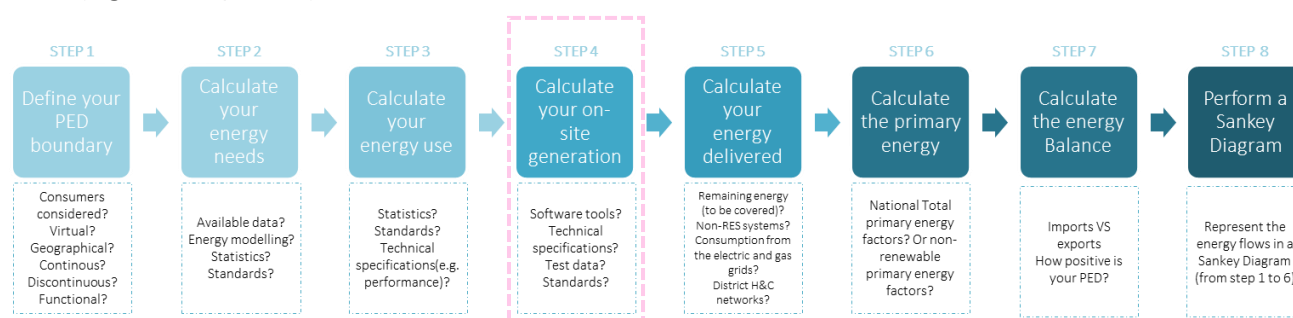 STEP 1
Define your
PED
boundary
Consumers
considered?
Virtual?
Geographical?
Continous?
Discontinuous?
Functional?
STEP 2
Calculate
your
energy
needs
Available data?
Energy modelling?
Statistics?
Standards?
STEP 3
Calculate
your
energy use
Statistics?
Standards?
Technical
specifications(e.g.
performance)?
STEP 4
Calculate
your on-
site
generation
Software tools?
Technical
specifications?
Test data?
Standards?
STEP 5
Calculate
your
energy
delivered
Remaining energy
(to be covered)?
Non-RES systems?
Consumption from
the electric and gas
grids?
District H&C
networks?
STEP 6
Calculate
the primary
energy
National Total
primary energy
factors? Or non-
renewable
primary energy
factors?
STEP 7
Calculate
the energy
Balance
Imports VS
exports
How positive is
your PED?
STEP 8
Perform a
Sankey
Diagram
Represent the
energy flows in a
Sankey Diagram
(from step 1 to 6)